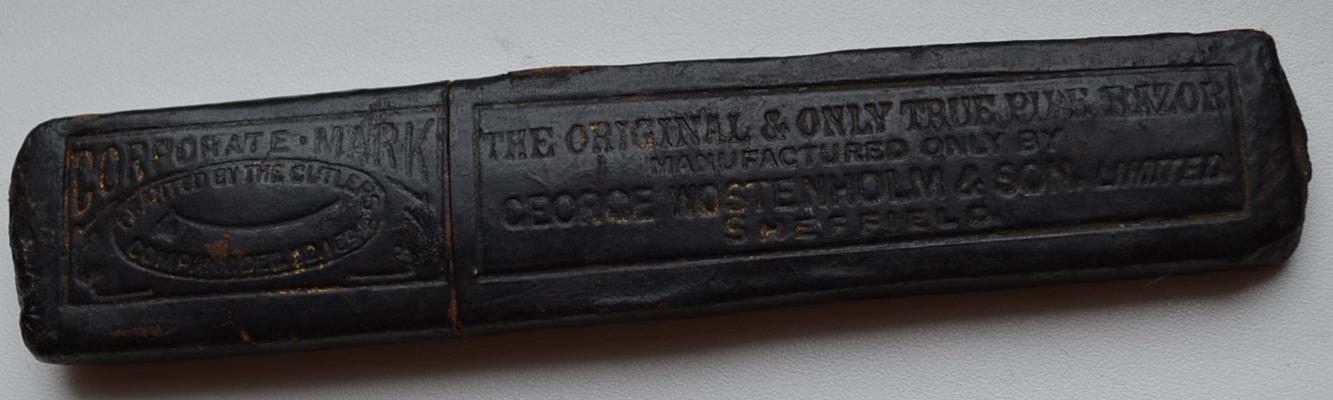 CORPORATE · MARK
GRANTED BY THE CUTLERS
COMPANY
THE ORIGINAL & ONLY TRUE PIPE RAZOR
MANUFACTURED ONLY BY
GEORGE WOSTENHOLM & SON. LIMITED.
SHEFFIELD